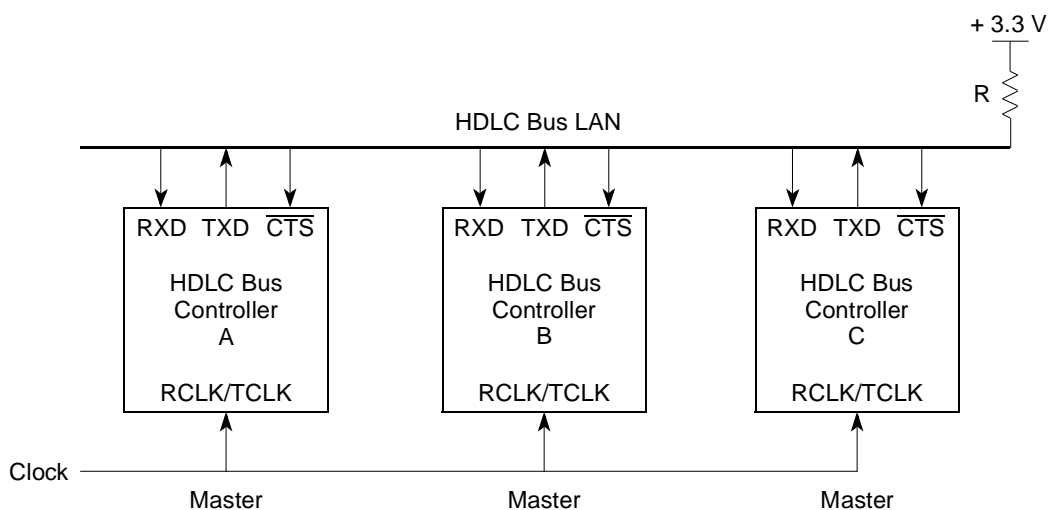 + 3.3 V
R
HDLC Bus LAN
RXD TXD CTS
HDLC Bus
Controller
A
RCLK/TCLK
RXD TXD CTS
HDLC Bus
Controller
B
RCLK/TCLK
RXD TXD CTS
HDLC Bus
Controller
C
RCLK/TCLK
Clock
Master
Master
Master